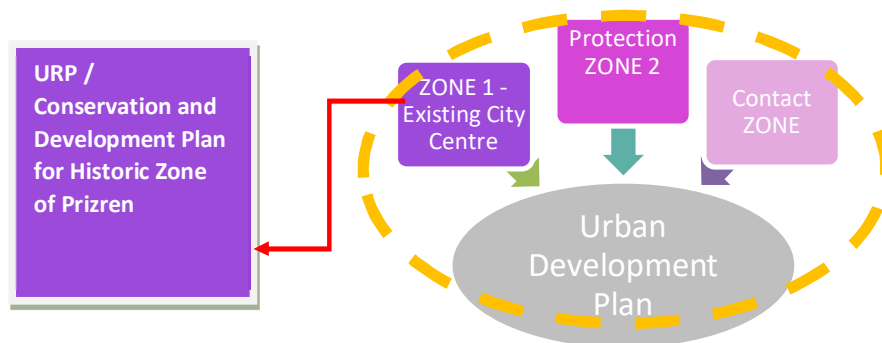 URP /
Conservation and
Development Plan
for Historic Zone
of Prizren
ZONE 1 -
Existing City
Centre
Protection
ZONE 2
Contact
ZONE
Urban
Development
Plan